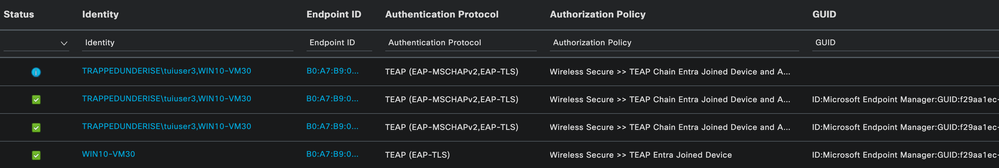 Status Identity Endpoint ID Authentication Protocol Authorization Policy GUID
Identity Endpoint ID Authentication Protocol Authorization Policy GUID
TRAPPEDUNDERISE\tuiuser3,WIN10-VM30 B0:A7:B9:0... TEAP (EAP-MSCHAPv2,EAP-TLS) Wireless Secure >> TEAP Chain Entra Joined Device and A...
TRAPPEDUNDERISE\tuiuser3,WIN10-VM30 B0:A7:B9:0... TEAP (EAP-MSCHAPv2,EAP-TLS) Wireless Secure >> TEAP Chain Entra Joined Device and A... ID:Microsoft Endpoint Manager:GUID:f29aa1ec-
TRAPPEDUNDERISE\tuiuser3,WIN10-VM30 B0:A7:B9:0... TEAP (EAP-MSCHAPv2,EAP-TLS) Wireless Secure >> TEAP Chain Entra Joined Device and A... ID:Microsoft Endpoint Manager:GUID:f29aa1ec-
WIN10-VM30 B0:A7:B9:0... TEAP (EAP-TLS) Wireless Secure >> TEAP Entra Joined Device ID:Microsoft Endpoint Manager:GUID:f29aa1ec-